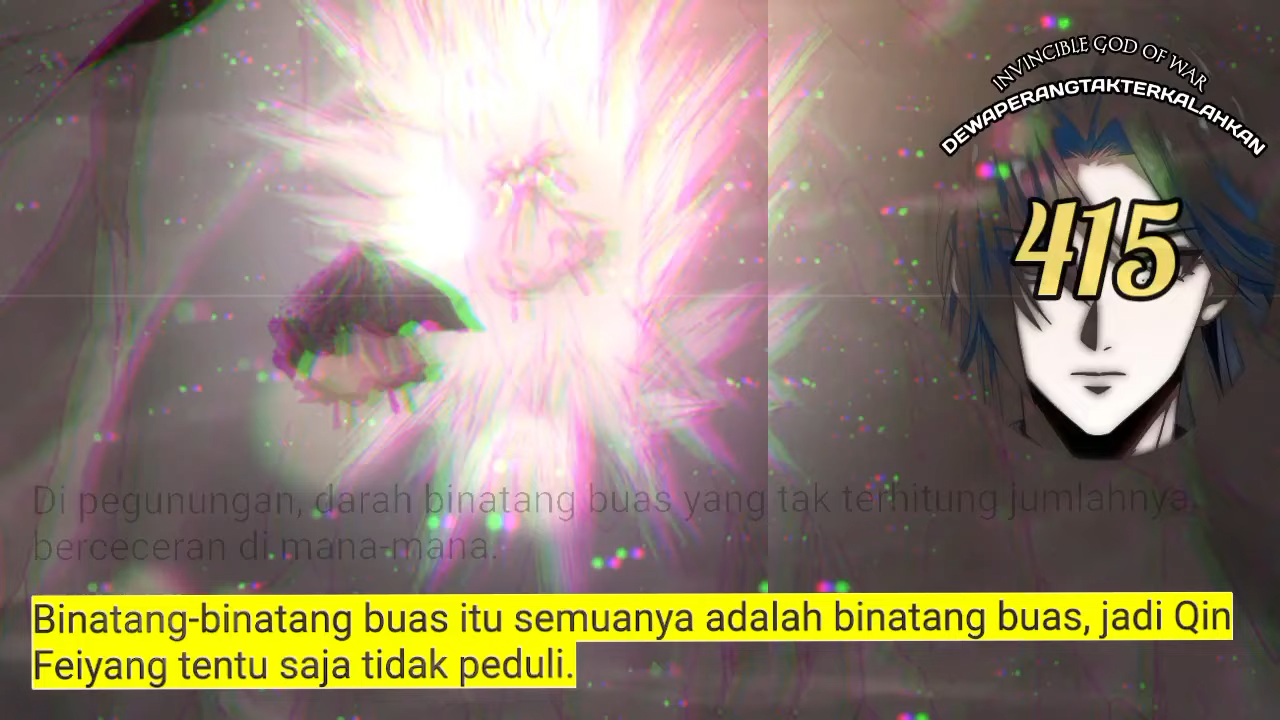 INVINCIBLE GOD OF WAR
DEWAPERANGTAKTERKALAHKAN
415
Di pegunungan, darah binatang buas yang tak terhitung jumlahnya
berceceran di mana-mana.
Binatang-binatang buas itu semuanya adalah binatang buas, jadi Qin
Feiyang tentu saja tidak peduli.